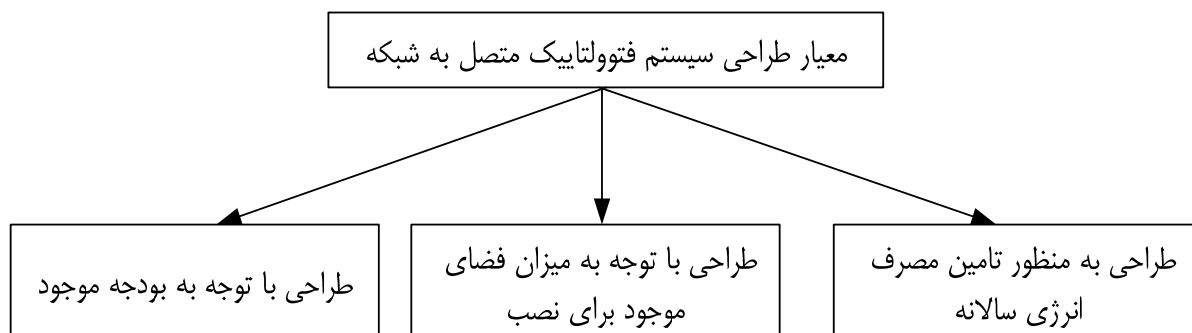 معیار طراحی سیستم فتوولتاییک متصل به شبکه
طراحی به منظور تامین مصرف
انرژی سالانه
طراحی با توجه به میزان فضای
موجود برای نصب
طراحی با توجه به بودجه موجود